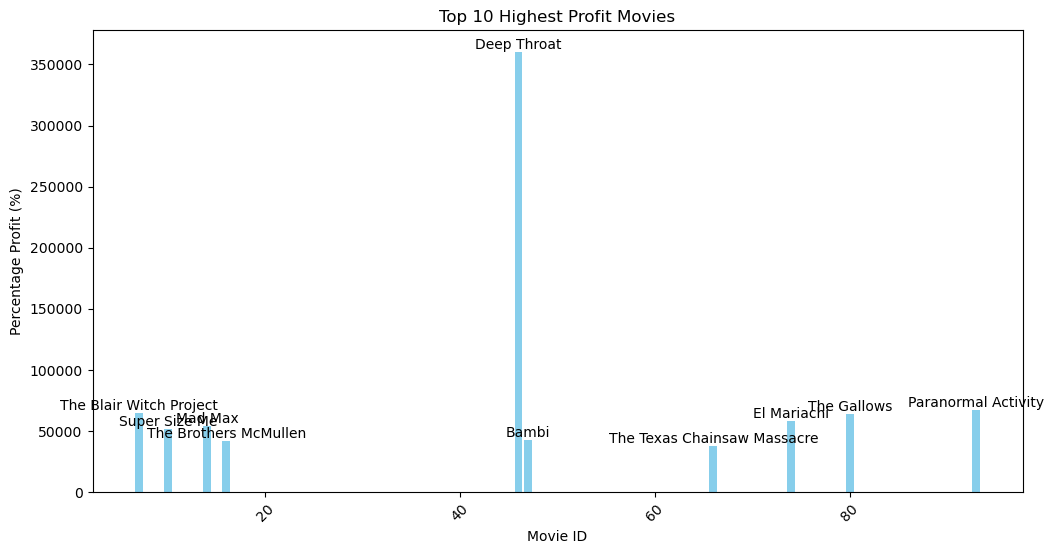 Top 10 Highest Profit Movies
Percentage Profit (%)
350000
300000
250000
200000
150000
100000
50000
0
Deep Throat
The Blair Witch Project
Super Size Me
Mad Max
The Brothers McMullen
Bambi
The Texas Chainsaw Massacre
El Mariachi
The Gallows
Paranormal Activity
20
40
60
80
Movie ID